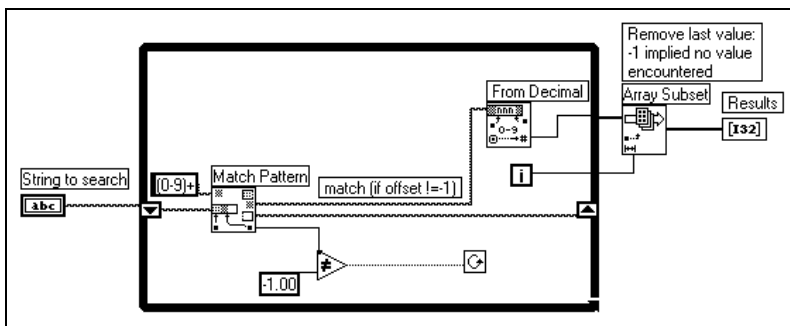 Remove last value:
-1 implied no value
encountered
From Decimal
Array Subset
Results
nnn
0-9
#
[I32]
String to search
abc
(0-9)+
Match Pattern
match (if offset !=-1)
i
-1.00
≠